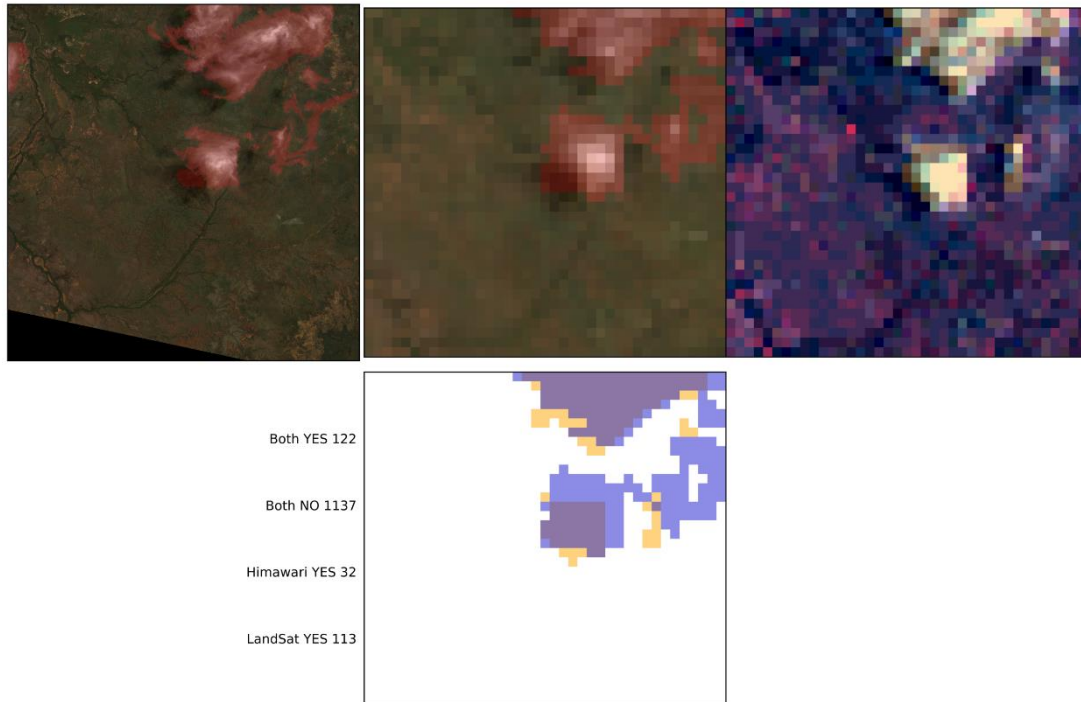 Both YES 122
Both NO 1137
Himawari YES 32
LandSat YES 113